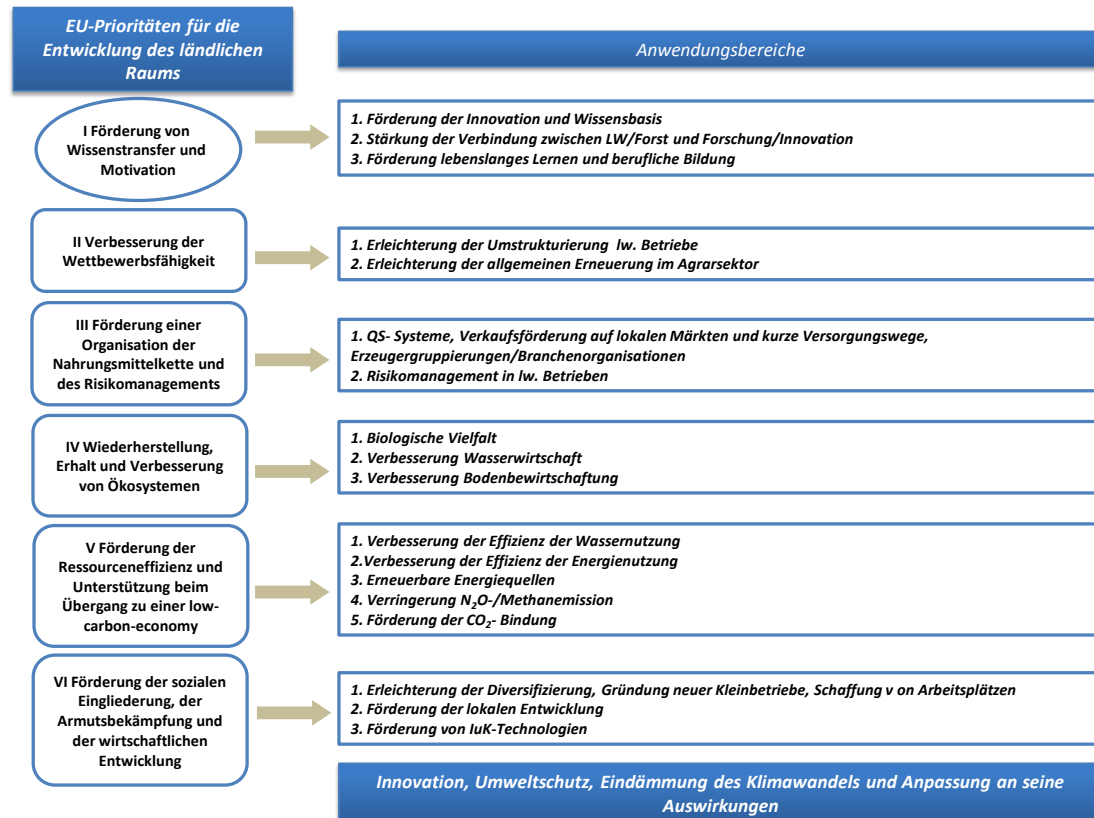 EU-Prioritäten für die
Entwicklung des ländlichen
Raums
Anwendungsbereiche
I Förderung von
Wissenstransfer und
Motivation
1. Förderung der Innovation und Wissensbasis
2. Stärkung der Verbindung zwischen LW/Forst und Forschung/Innovation
3. Förderung lebenslanges Lernen und berufliche Bildung
II Verbesserung der
Wettbewerbsfähigkeit
1. Erleichterung der Umstrukturierung lw. Betriebe
2. Erleichterung der allgemeinen Erneuerung im Agrarsektor
III Förderung einer
Organisation der
Nahrungsmittelkette und
des Risikomanagements
1. QS- Systeme, Verkaufsförderung auf lokalen Märkten und kurze Versorgungswege,
Erzeugergruppierungen/Branchenorganisationen
2. Risikomanagement in lw. Betrieben
IV Wiederherstellung,
Erhalt und Verbesserung
von Ökosystemen
1. Biologische Vielfalt
2. Verbesserung Wasserwirtschaft
3. Verbesserung Bodenbewirtschaftung
V Förderung der
Ressourceneffizienz und
Unterstützung beim
Übergang zu einer low-
carbon-economy
1. Verbesserung der Effizienz der Wassernutzung
2.Verbesserung der Effizienz der Energienutzung
3. Erneuerbare Energiequellen
4. Verringerung N₂O-/Methanemission
5. Förderung der CO₂- Bindung
VI Förderung der sozialen
Eingliederung, der
Armutsbekämpfung und
der wirtschaftlichen
Entwicklung
1. Erleichterung der Diversifizierung, Gründung neuer Kleinbetriebe, Schaffung v on Arbeitsplätzen
2. Förderung der lokalen Entwicklung
3. Förderung von IuK-Technologien
Innovation, Umweltschutz, Eindämmung des Klimawandels und Anpassung an seine
Auswirkungen